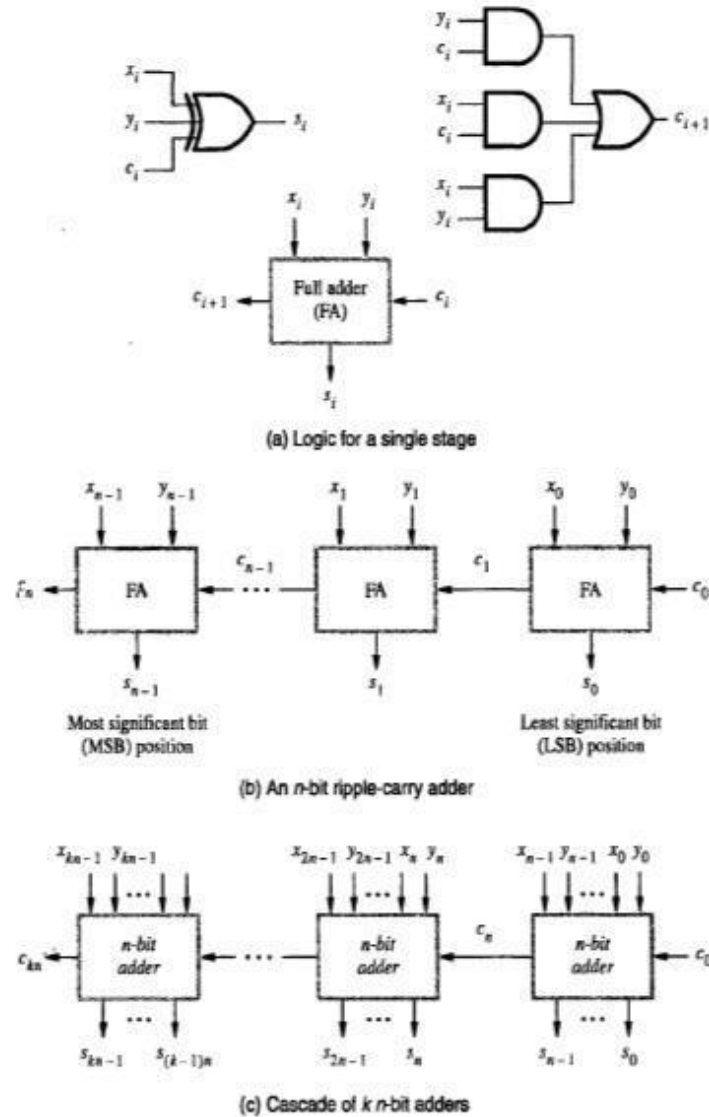 y_i
c_i
x_i
y_i
c_i
s_i
x_i
c_i
c_{i+1}
x_i
y_i
x_i y_i
c_{i+1} Full adder c_i
(FA)
s_i
(a) Logic for a single stage
x_{n-1} y_{n-1} x_1 y_1 x_0 y_0
c_n FA c_{n-1} ... FA c_1 FA c_0
s_{n-1} s_1 s_0
Most significant bit Least significant bit
(MSB) position (LSB) position
(b) An n-bit ripple-carry adder
x_{kn-1} y_{kn-1} x_{2n-1} y_{2n-1} x_n y_n x_{n-1} y_{n-1} x_0 y_0
... ... ...
c_{kn} n-bit ... n-bit c_n n-bit c_0
adder adder adder
... ... ...
s_{kn-1} s_{(k-1)n} s_{2n-1} s_n s_{n-1} s_0
(c) Cascade of k n-bit adders